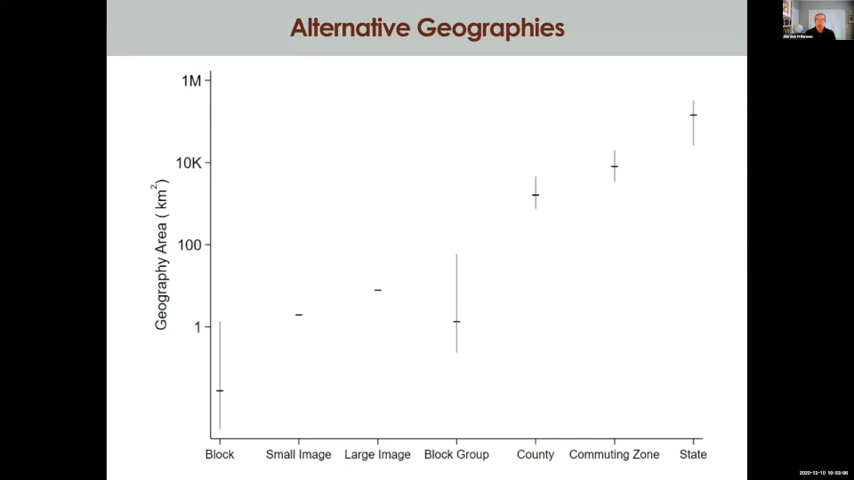 Alternative Geographies
1M
10K
100
1
Geography Area ( km2)
Block
Small Image
Large Image
Block Group
County
Commuting Zone
State